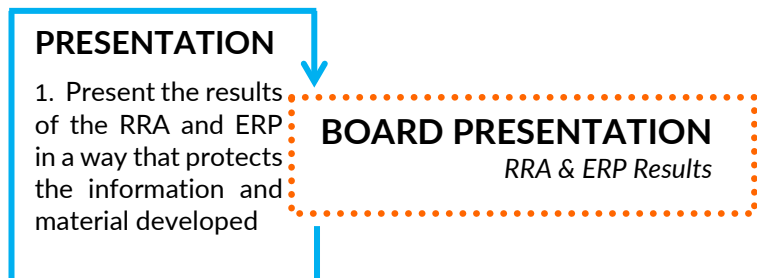 PRESENTATION
1. Present the results
of the RRA and ERP
in a way that protects
the information and
material developed
BOARD PRESENTATION
RRA & ERP Results